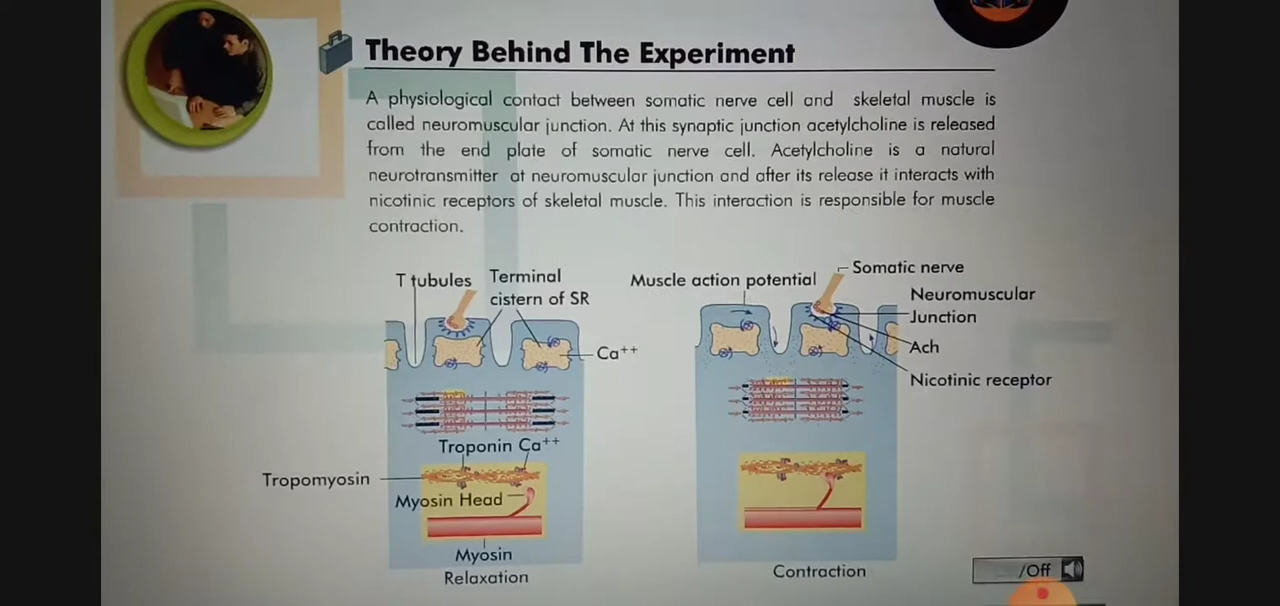 Theory Behind The Experiment
A physiological contact between somatic nerve cell and skeletal muscle is
called neuromuscular junction. At this synaptic junction acetylcholine is released
from the end plate of somatic nerve cell. Acetylcholine is a natural
neurotransmitter at neuromuscular junction and after its release it interacts with
nicotinic receptors of skeletal muscle. This interaction is responsible for muscle
contraction.
T tubules
Terminal
cistern of SR
Ca++
Troponin Ca++
Tropomyosin
Myosin Head
Myosin
Relaxation
Muscle action potential
Somatic nerve
Neuromuscular
Junction
Ach
Nicotinic receptor
Contraction
/Off